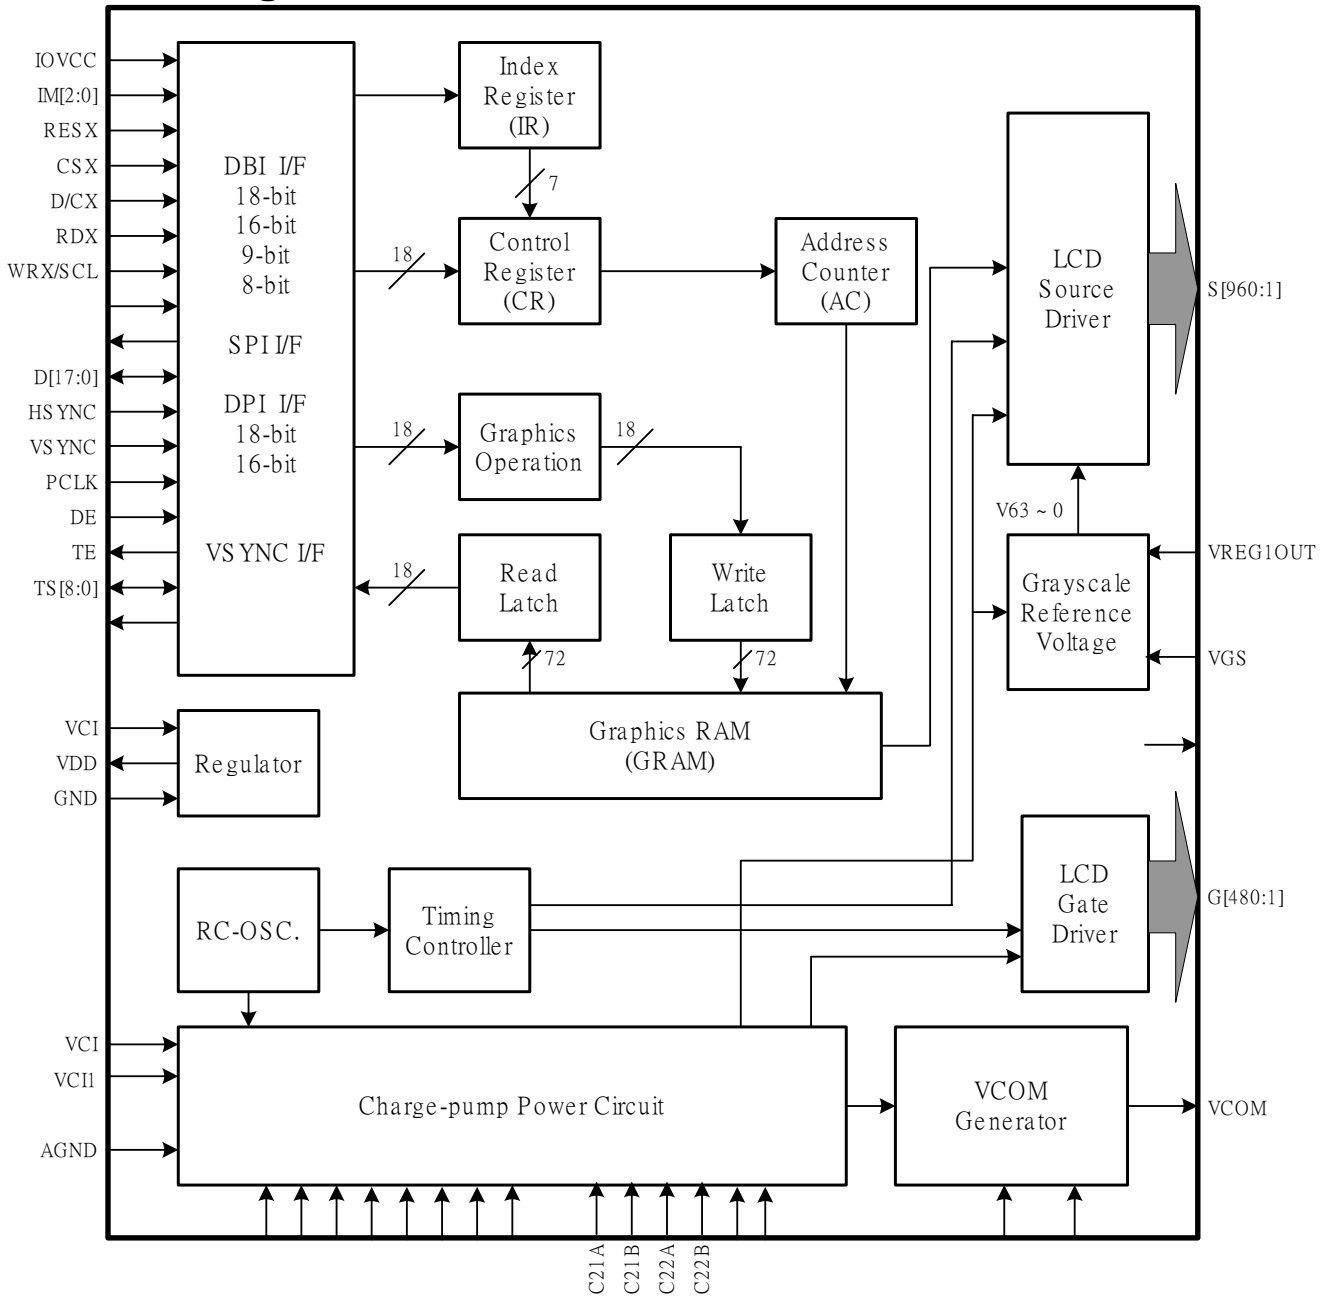 IOVCC
IM[2:0]
RESX
CSX
D/CX
RDX
WRX/SCL
D[17:0]
HSYNC
VSYNC
PCLK
DE
TE
TS[8:0]
DBI I/F
18-bit
16-bit
9-bit
8-bit
SPI I/F
DPI I/F
18-bit
16-bit
VSYNC I/F
Index
Register
(IR)
7
18
Control
Register
(CR)
Address
Counter
(AC)
18
Graphics
Operation
18
18
Read
Latch
Write
Latch
72
72
Graphics RAM
(GRAM)
LCD
Source
Driver
S[960:1]
V63 ~ 0
Grayscale
Reference
Voltage
VREG1OUT
VGS
VCI
VDD
GND
Regulator
RC-OSC.
Timing
Controller
LCD
Gate
Driver
G[480:1]
VCI
VCI1
AGND
Charge-pump Power Circuit
VCOM
Generator
VCOM
C21A
C21B
C22A
C22B